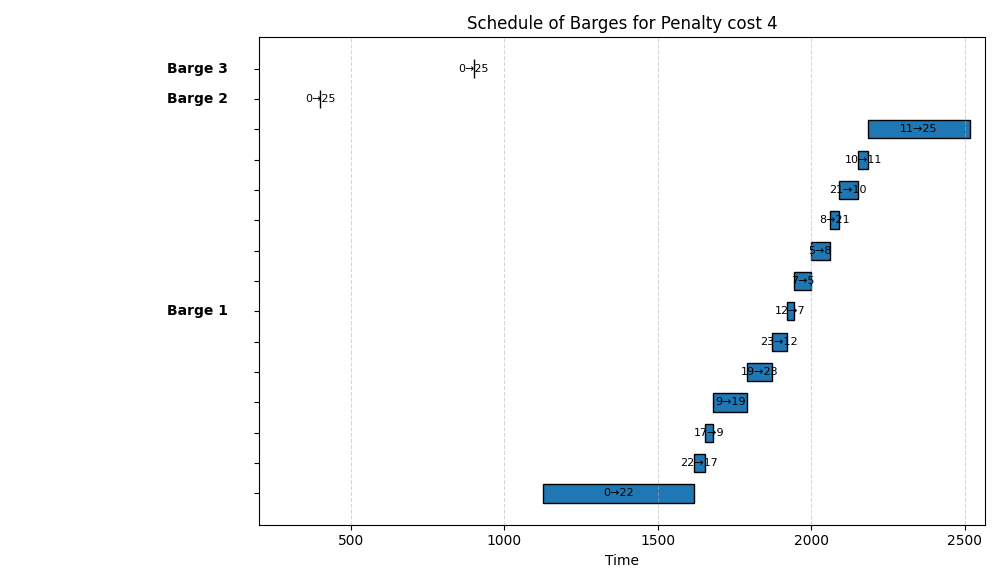 Schedule of Barges for Penalty cost 4
Barge 3
0→25
Barge 2
0→25
11→25
10→11
21→10
8→21
5→8
7→5
Barge 1
12→7
23→12
19→23
9→19
17→9
22→17
0→22
500 1000 1500 2000 2500
Time